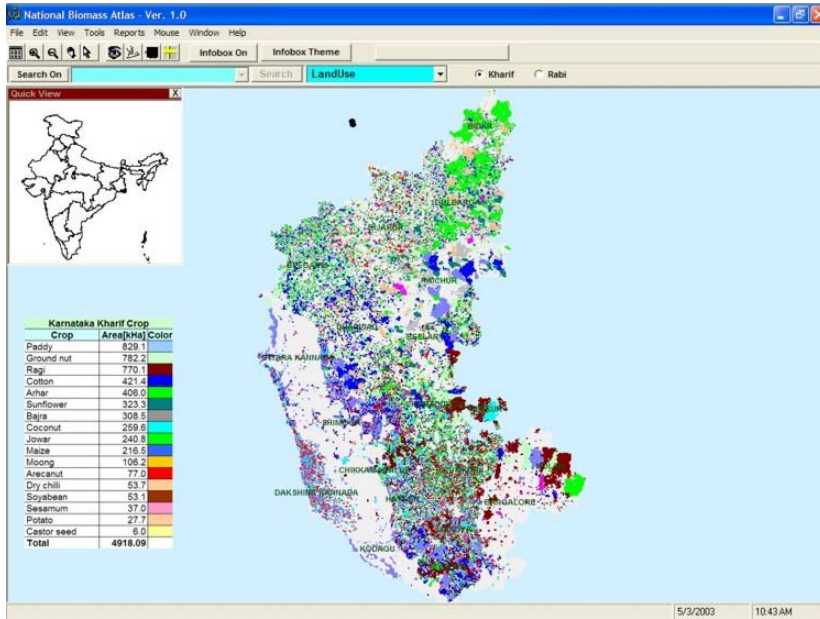 National Biomass Atlas - Ver. 1.0
File Edit View Tools Reports Mouse Window Help
Infobox On Infobox Theme
Search On Search LandUse Kharif Rabi
Quick View X
BIDAR
GULBARGA
BIJAPUR
BELGAUM
RAICHUR
DHARWAD
BELLARY
UTTARA KANNADA
SHIMOGA
TUMKUR
CHIKKAMAGALUR
DAKSHINA KANNADA
HASSAN
BANGALORE
KODAGU
Karnataka Kharif Crop
Crop Area[kHa] Color
Paddy 829.1
Ground nut 782.2
Ragi 770.1
Cotton 421.4
Arhar 406.0
Sunflower 323.3
Bajra 308.5
Coconut 259.6
Jowar 240.8
Maize 216.5
Moong 106.2
Arecanut 77.0
Dry chilli 53.7
Soyabean 53.1
Sesamum 37.0
Potato 27.7
Castor seed 6.0
Total 4918.09
5/3/2003 10:43 AM